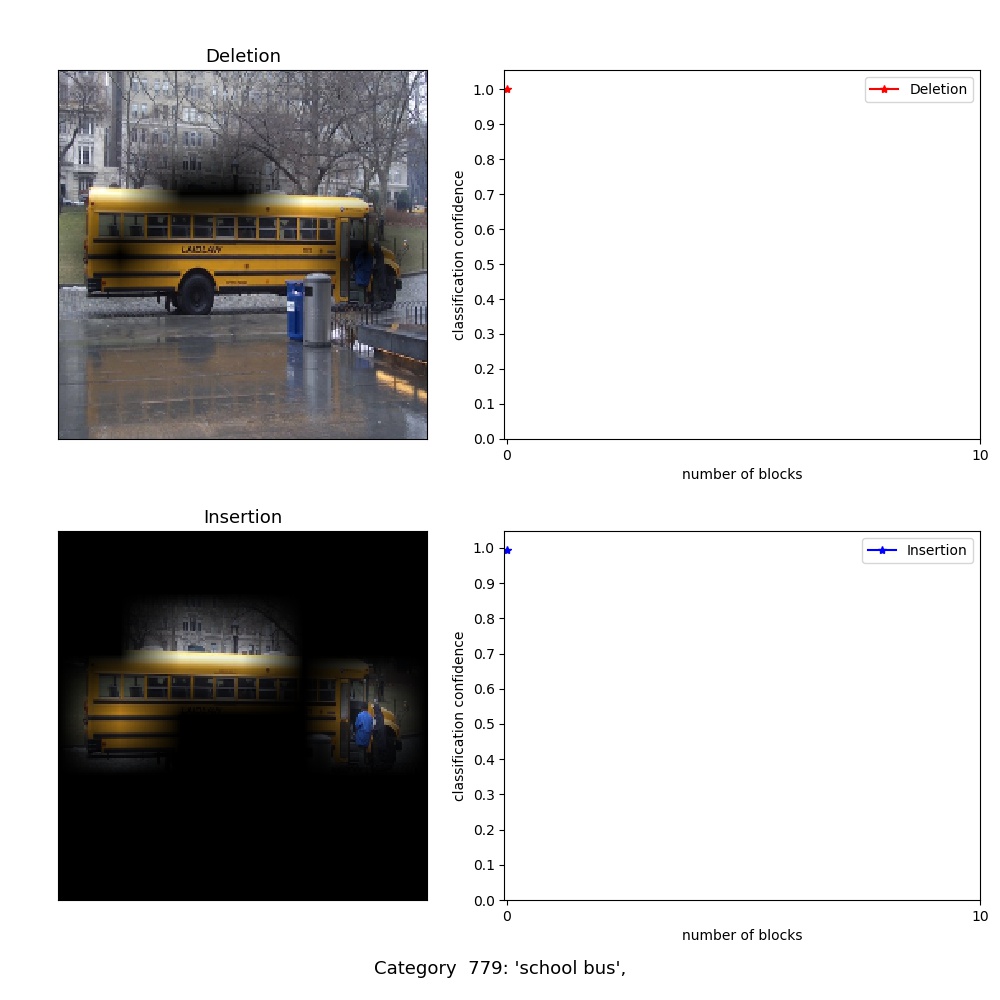 Deletion
1.0
0.9
0.8
0.7
0.6
0.5
0.4
0.3
0.2
0.1
0.0
classification confidence
0
10
number of blocks
Deletion
LAIDLAW
Insertion
1.0
0.9
0.8
0.7
0.6
0.5
0.4
0.3
0.2
0.1
0.0
classification confidence
0
10
number of blocks
Insertion
Category  779: 'school bus',